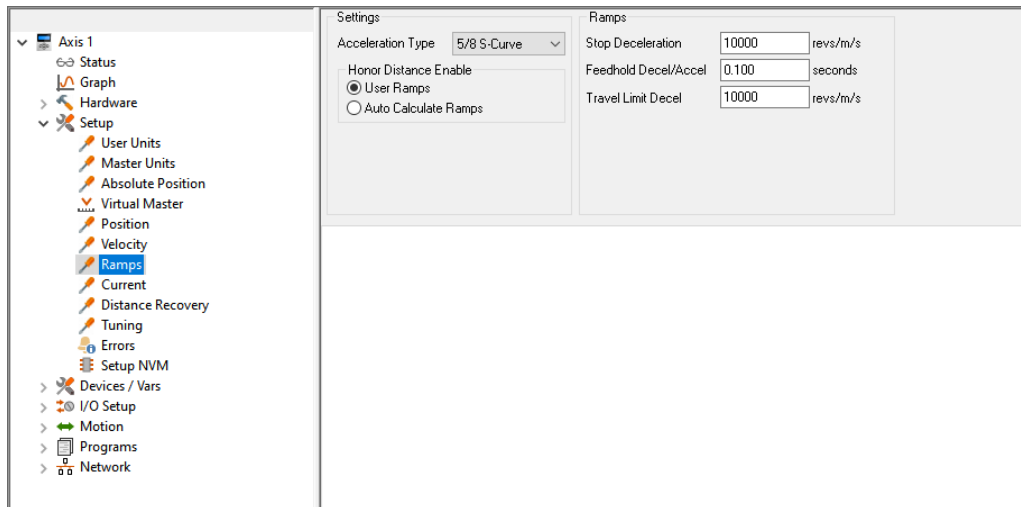 Axis 1
Status
Graph
Hardware
Setup
User Units
Master Units
Absolute Position
Virtual Master
Position
Velocity
Ramps
Current
Distance Recovery
Tuning
Errors
Setup NVM
Devices / Vars
I/O Setup
Motion
Programs
Network
Settings
Acceleration Type 5/8 S-Curve
Honor Distance Enable
User Ramps
Auto Calculate Ramps
Ramps
Stop Deceleration 10000 revs/m/s
Feedhold Decel/Accel 0.100 seconds
Travel Limit Decel 10000 revs/m/s